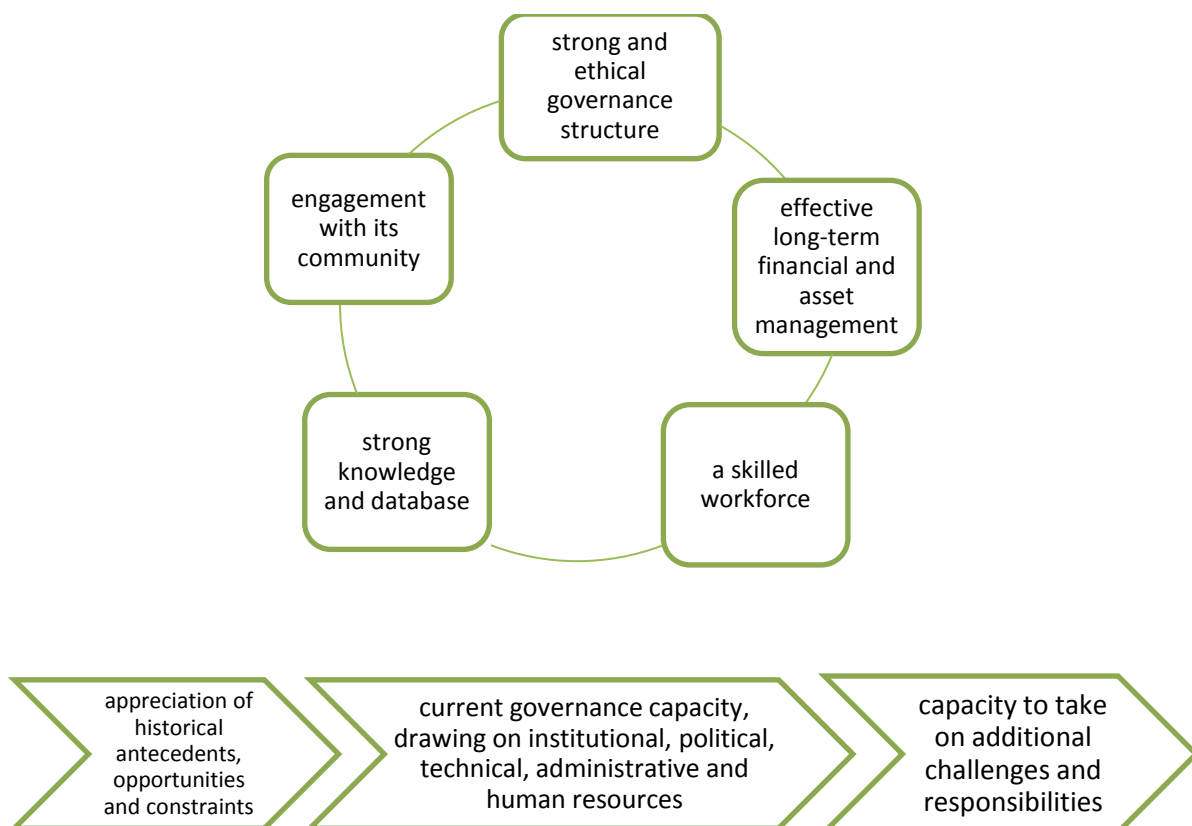 strong and
ethical
governance
structure
engagement
with its
community
effective
long-term
financial and
asset
management
strong
knowledge
and database
a skilled
workforce
appreciation of
historical
antecedents,
opportunities
and constraints
current governance capacity,
drawing on institutional, political,
technical, administrative and
human resources
capacity to take
on additional
challenges and
responsibilities